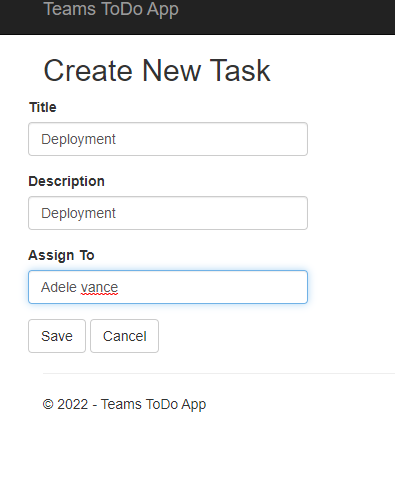 Teams ToDo App
Create New Task
Title
Deployment
Description
Deployment
Assign To
Adele vance
Save Cancel
© 2022 - Teams ToDo App